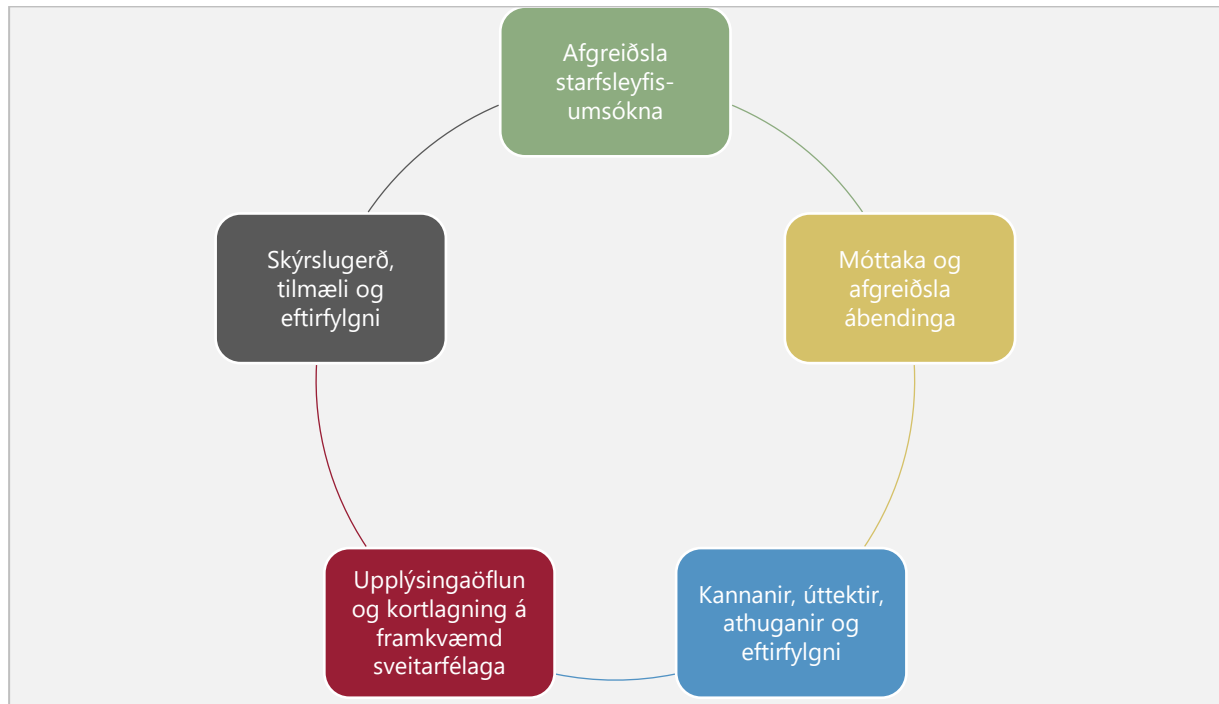 Afgreiðsla
starfsleyfis-
umsókna
Móttaka og
afgreiðsla
ábendinga
Kannanir, úttektir,
athuganir og
eftirfylgni
Upplýsingaöflun
og kortlagning á
framkvæmd
sveitarfélaga
Skýrslugerð,
tilmæli og
eftirfylgni